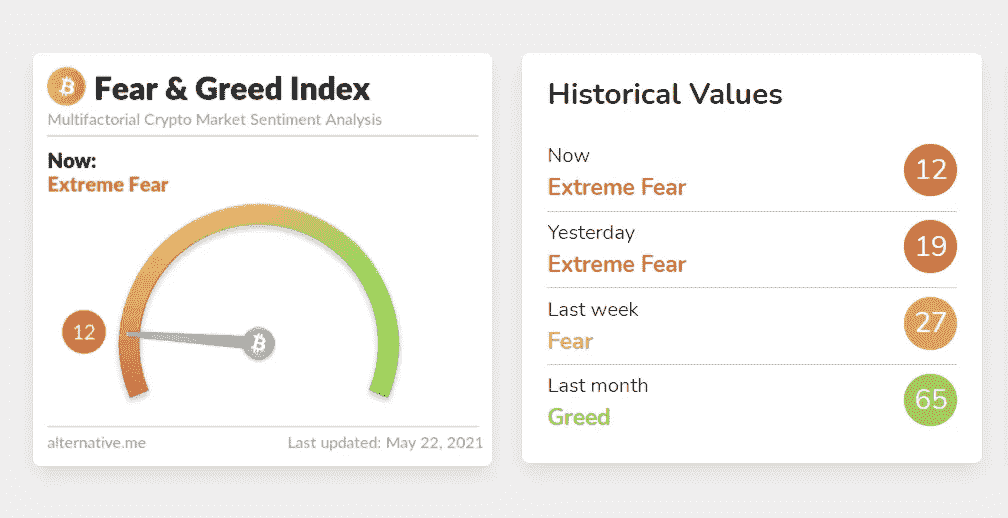 Fear & Greed Index
Multifactorial Crypto Market Sentiment Analysis
Now:
Extreme Fear
12
alternative.me
Last updated: May 22, 2021
Historical Values
Now
Extreme Fear
12
Yesterday
Extreme Fear
19
Last week
Fear
27
Last month
Greed
65